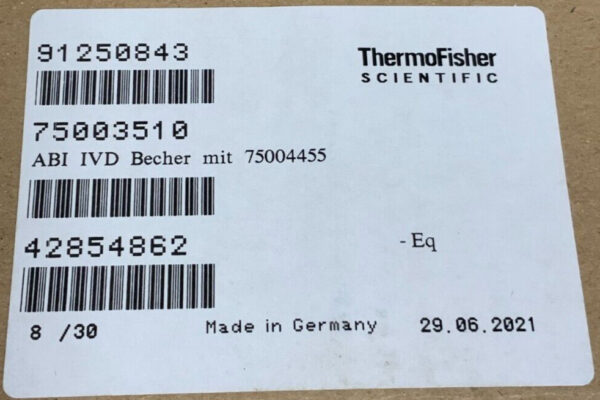 91250843
ThermoFisher
SCIENTIFIC
75003510
ABI IVD Becher mit 75004455
42854862
- Eq
8 /30
Made in Germany
29.06.2021